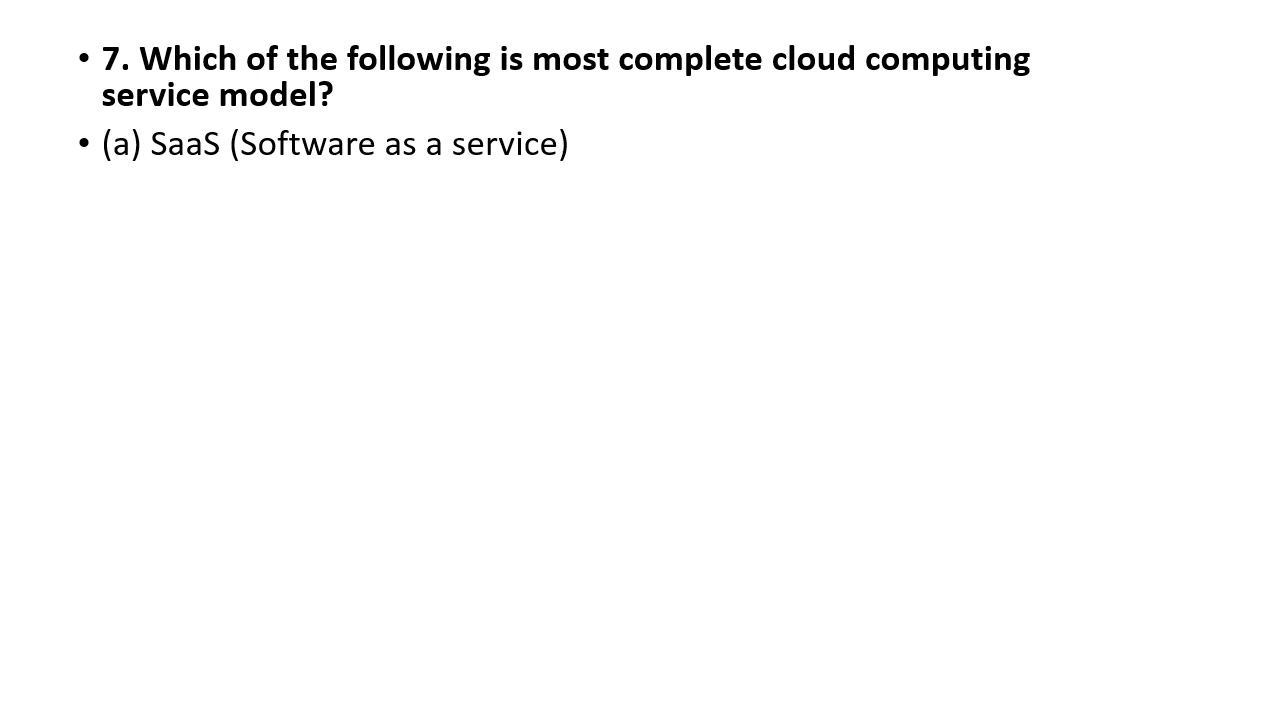 • 7. Which of the following is most complete cloud computing
service model?
• (a) SaaS (Software as a service)